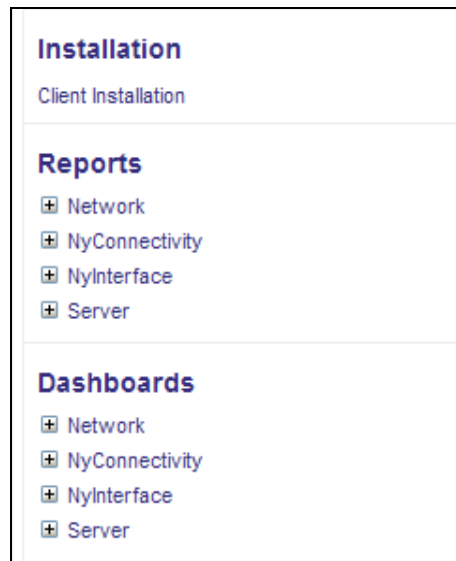 Installation
Client Installation
Reports
Network
NyConnectivity
NyInterface
Server
Dashboards
Network
NyConnectivity
NyInterface
Server